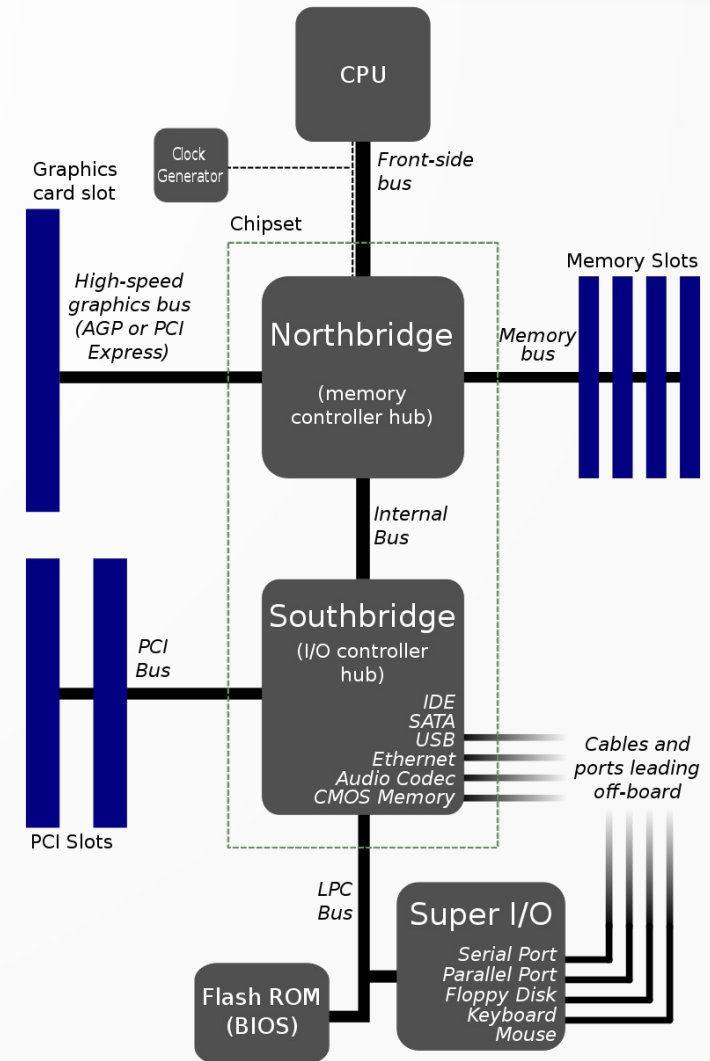 CPU
Clock
Generator
Front-side
bus
Graphics
card slot
Chipset
High-speed
graphics bus
(AGP or PCI
Express)
Northbridge
(memory
controller hub)
Memory
bus
Memory Slots
Internal
Bus
Southbridge
(I/O controller
hub)
IDE
SATA
USB
Ethernet
Audio Codec
CMOS Memory
PCI
Bus
PCI Slots
Cables and
ports leading
off-board
LPC
Bus
Super I/O
Serial Port
Parallel Port
Floppy Disk
Keyboard
Mouse
Flash ROM
(BIOS)